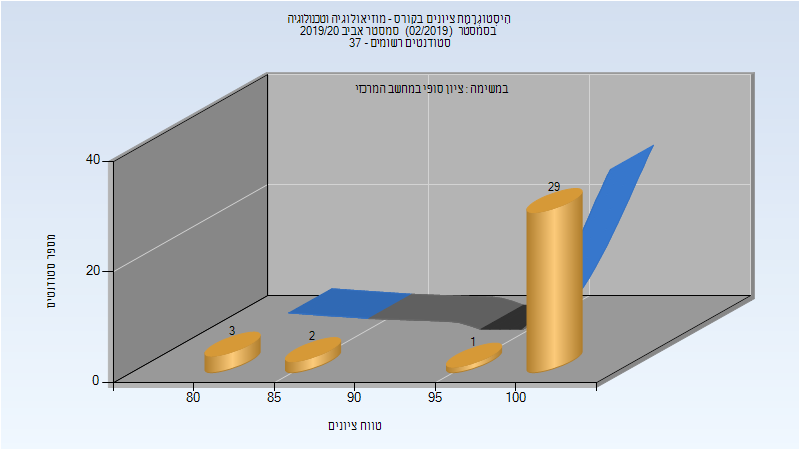 היסטוגרמת ציונים בקורס - מוזיאולוגיה וטכנולוגיה
בסמסטר (02/2019) סמסטר אביב 2019/20
סטודנטים רשומים - 37
במשימה : ציון סופי במחשב המרכזי
מספר סטודנטים
40
20
0
3
2
1
29
80
85
90
95
100
טווח ציונים